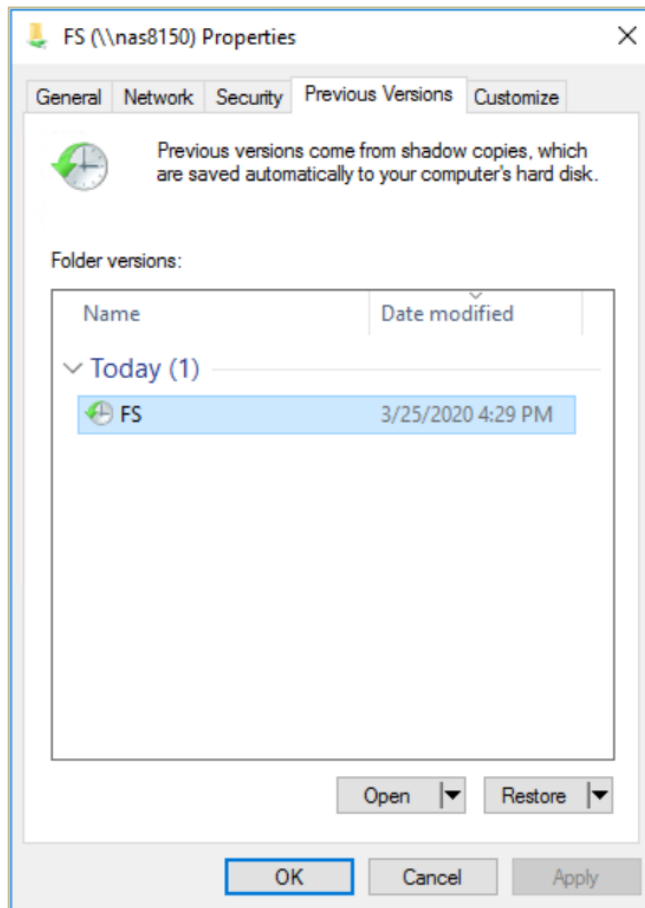 FS (\\nas8150) Properties
General Network Security Previous Versions Customize
Previous versions come from shadow copies, which
are saved automatically to your computer's hard disk.
Folder versions:
Name Date modified
Today (1)
FS 3/25/2020 4:29 PM
Open Restore
OK Cancel Apply